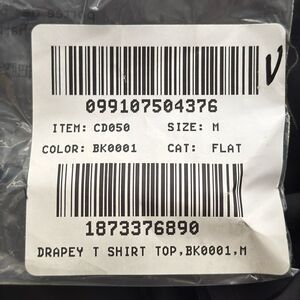 099107504376
ITEM: CD050 SIZE: M
COLOR: BK0001 CAT: FLAT
1873376890
DRAPEY T SHIRT TOP,BK0001,M